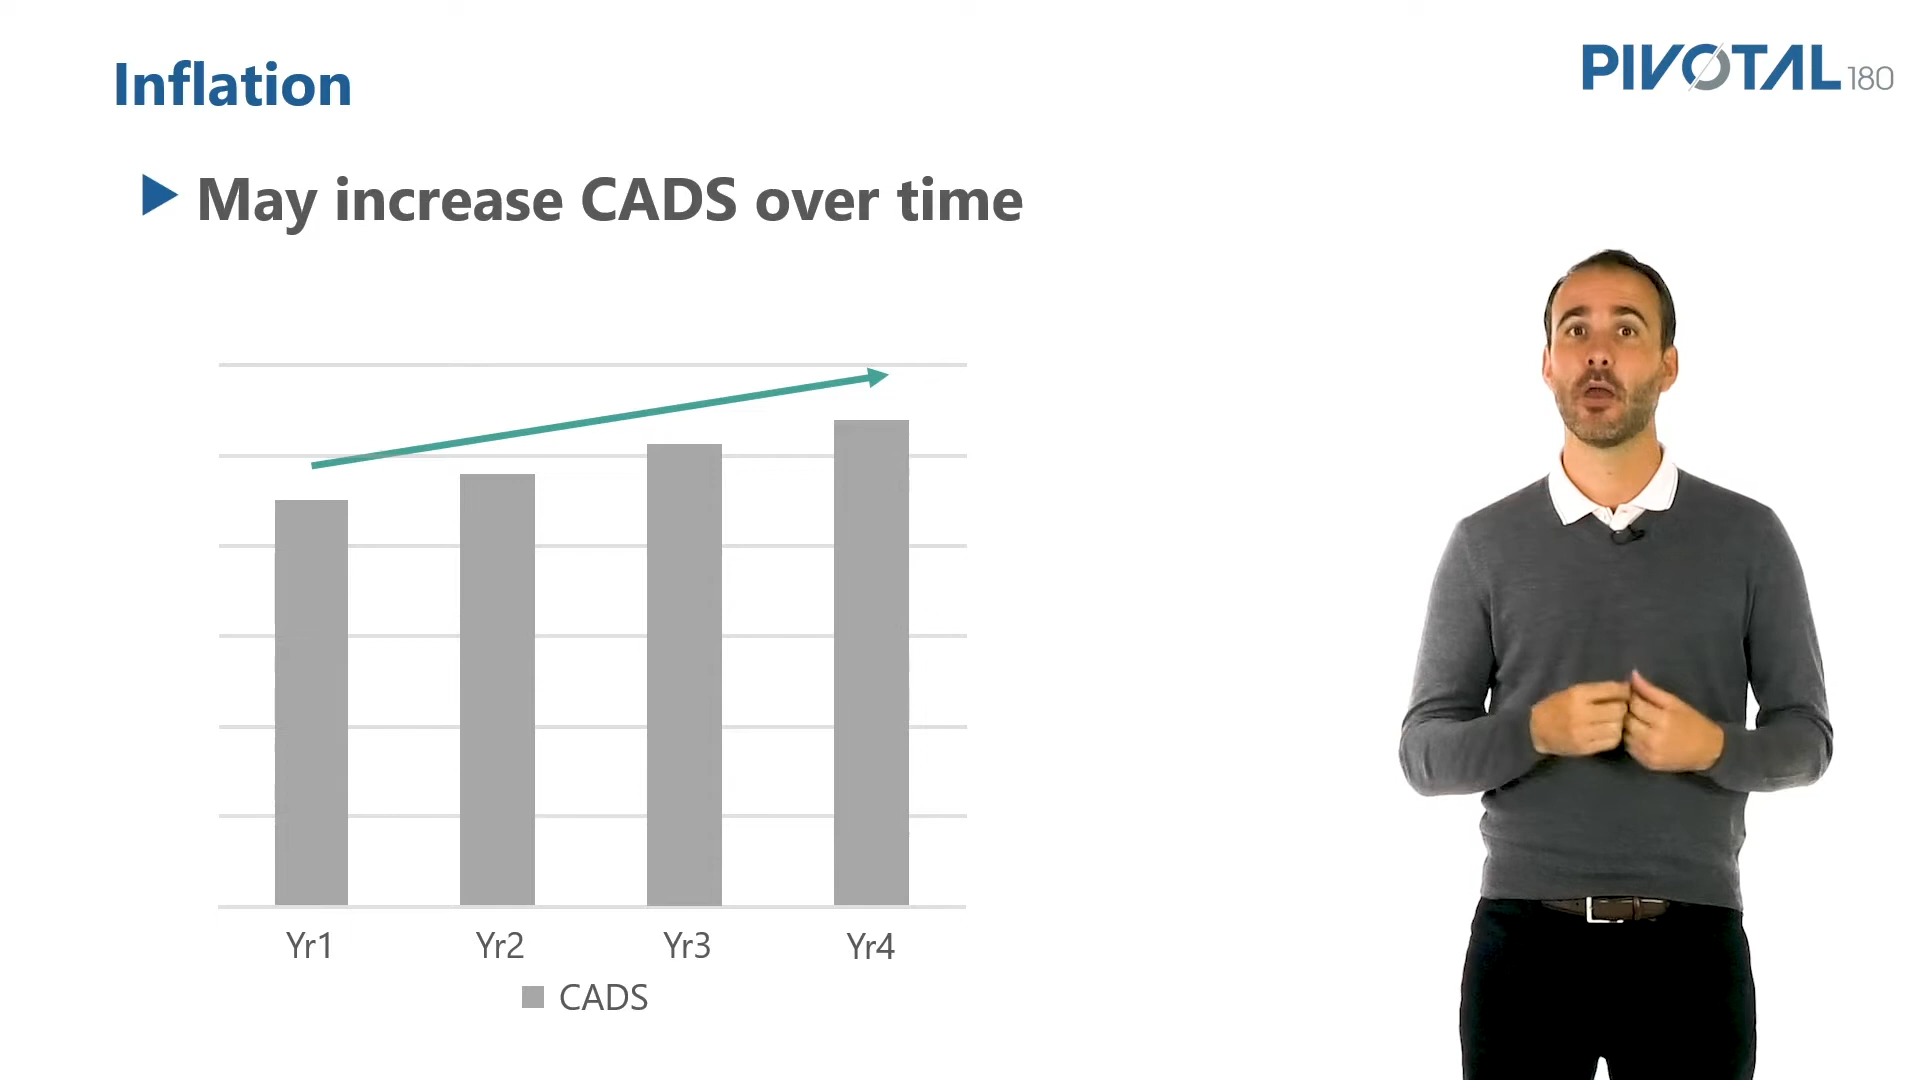 Inflation
PIVOTAL 180
May increase CADS over time
Yr1 Yr2 Yr3 Yr4
CADS